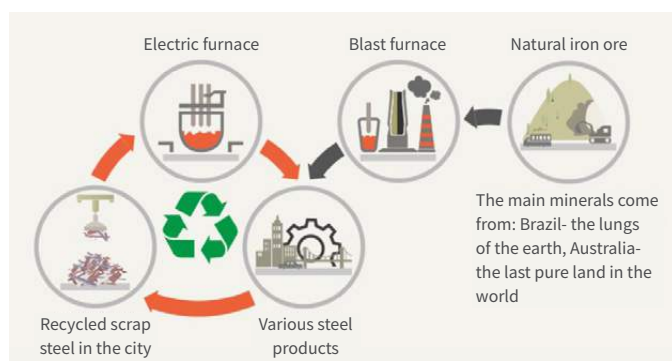 Electric furnace
Blast furnace
Natural iron ore
The main minerals come
from: Brazil- the lungs
of the earth, Australia-
the last pure land in the
world
Recycled scrap
steel in the city
Various steel
products